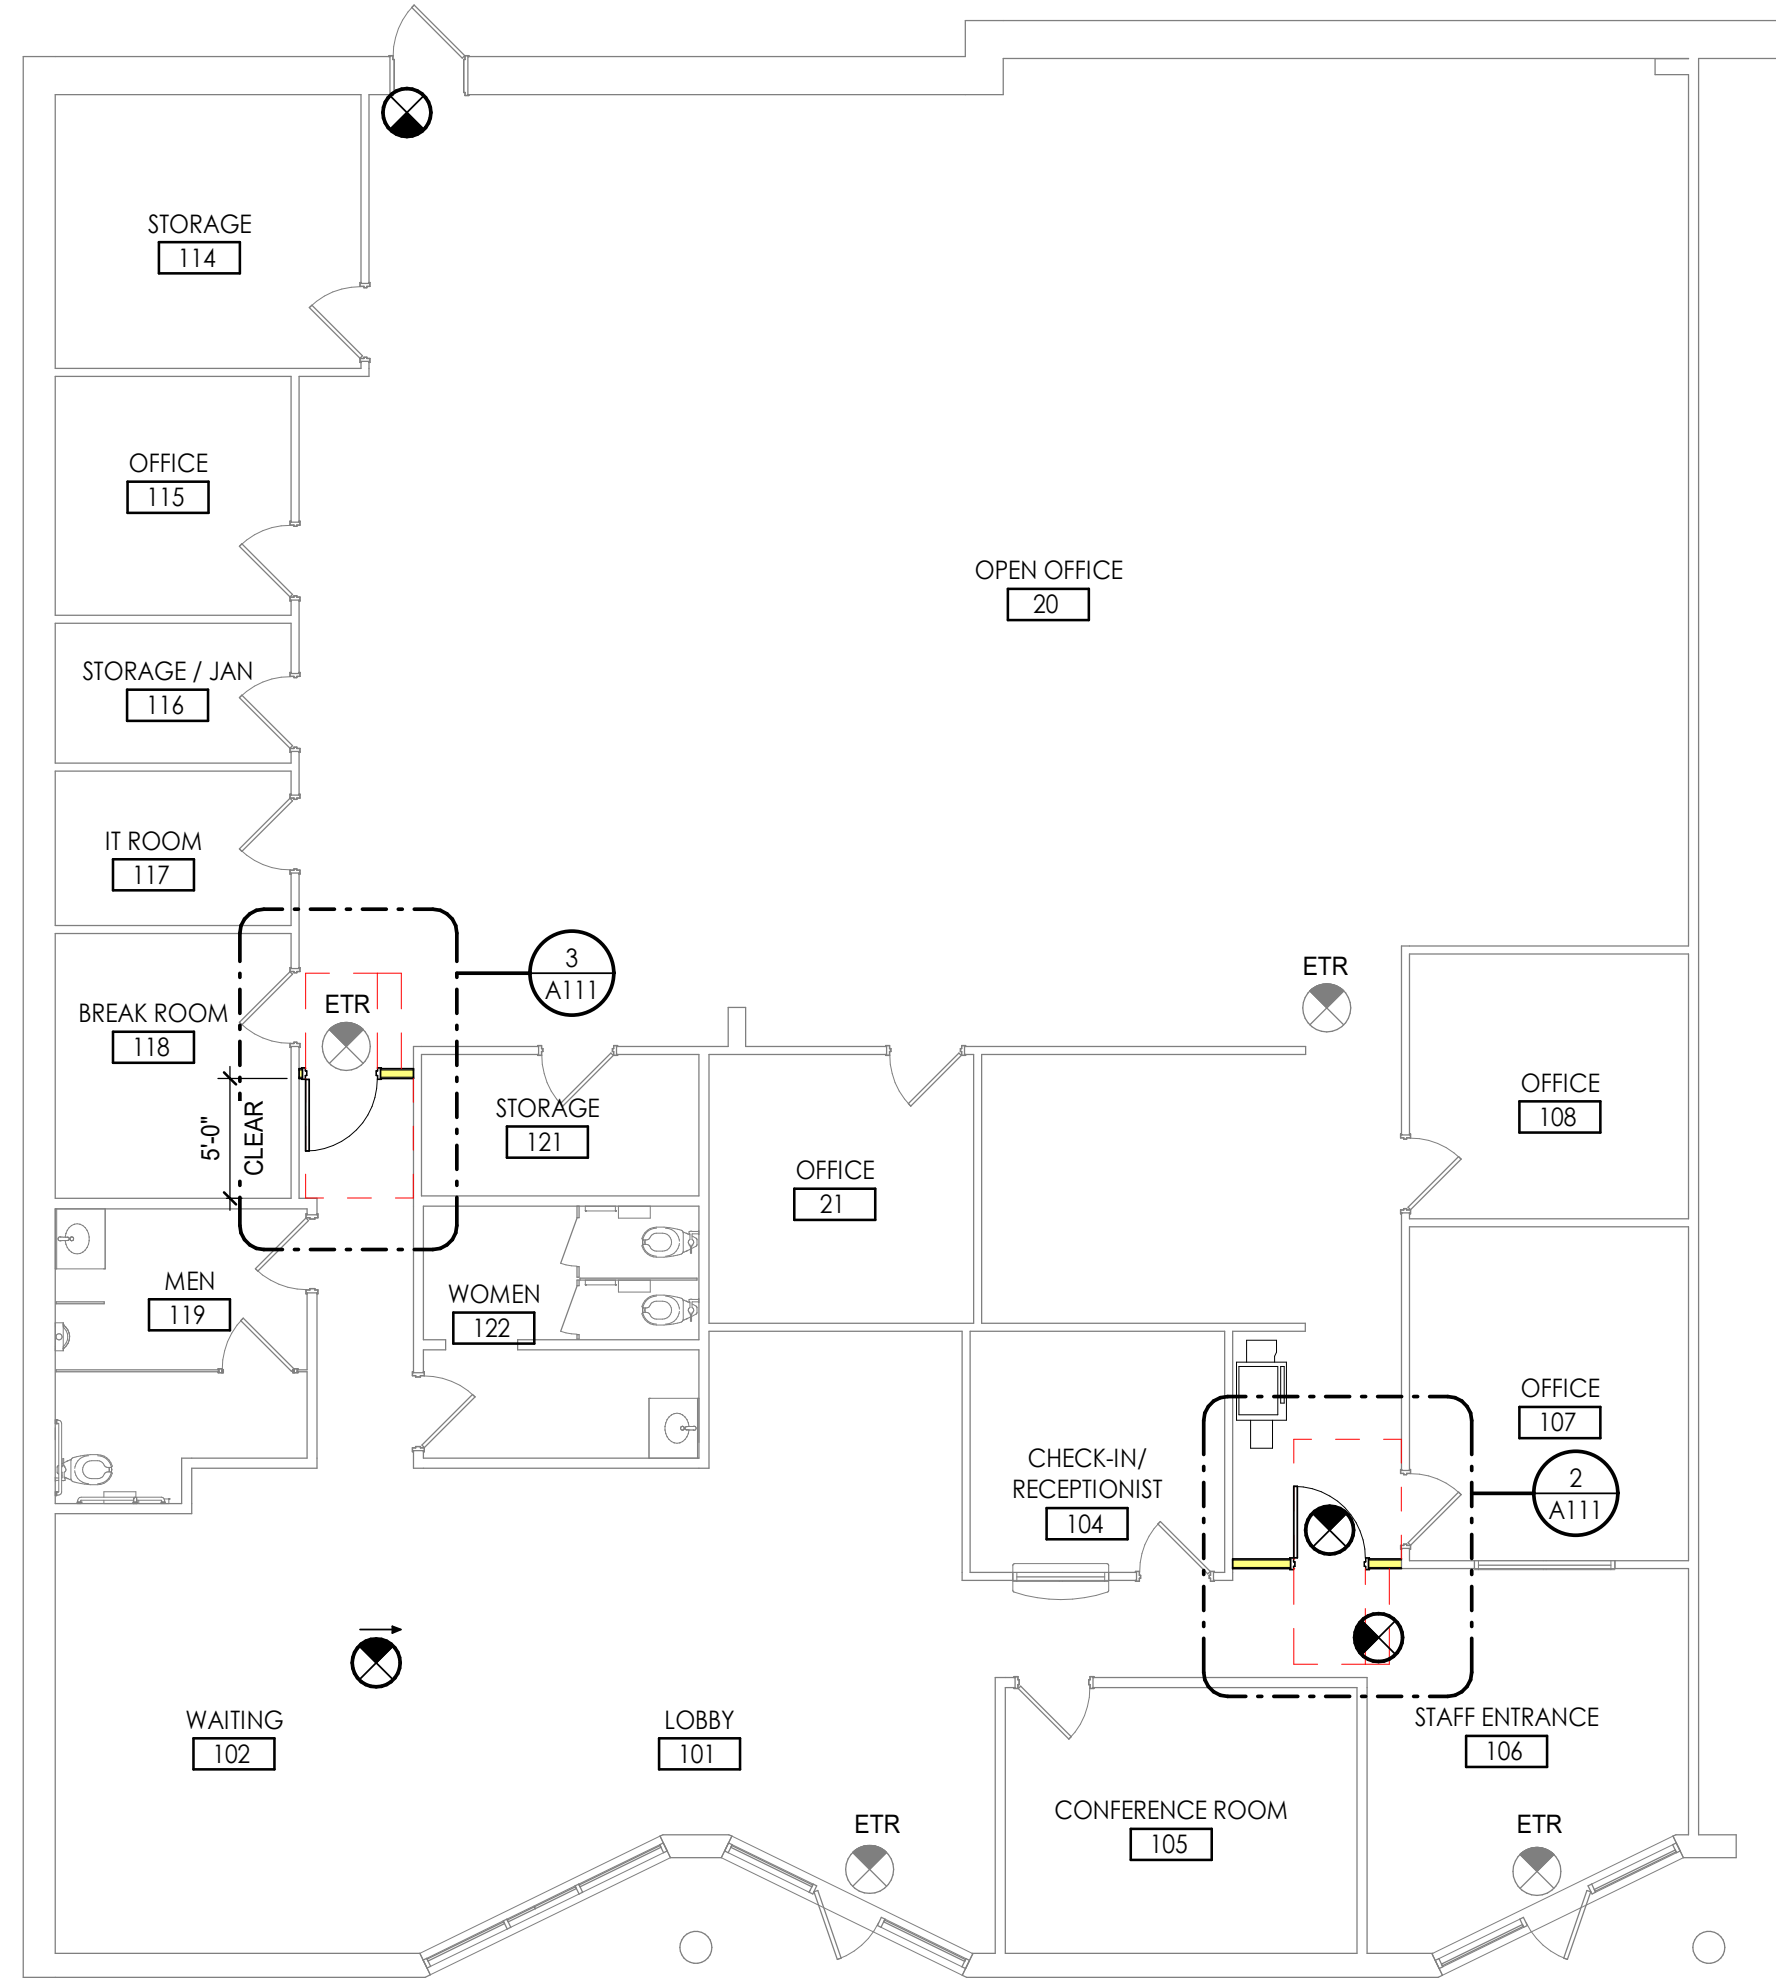 STORAGE
114
OFFICE
115
OPEN OFFICE
20
STORAGE / JAN
116
IT ROOM
117
3
A111
ETR
ETR
BREAK ROOM
118
5'-0"
CLEAR
STORAGE
121
OFFICE
108
OFFICE
21
MEN
119
WOMEN
122
OFFICE
107
CHECK-IN/
RECEPTIONIST
104
2
A111
WAITING
102
LOBBY
101
STAFF ENTRANCE
106
CONFERENCE ROOM
105
ETR
ETR